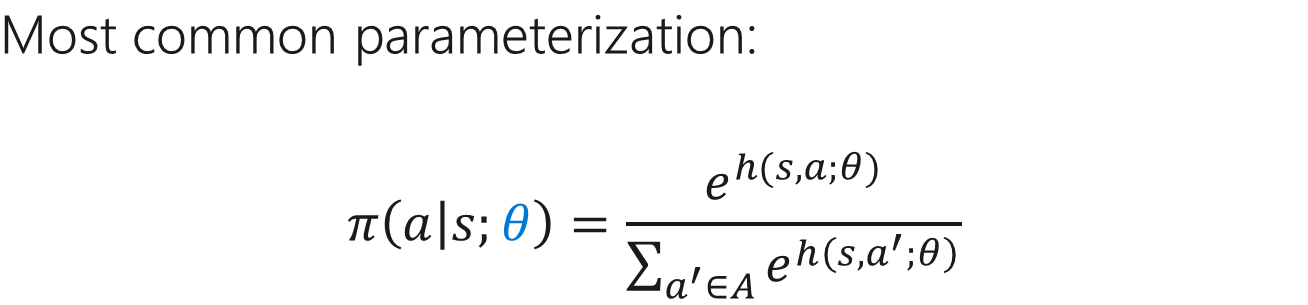 Most common parameterization:
π(a|s; θ) = e^{h(s,a;θ)} / ∑_{a′∈A} e^{h(s,a′;θ)}